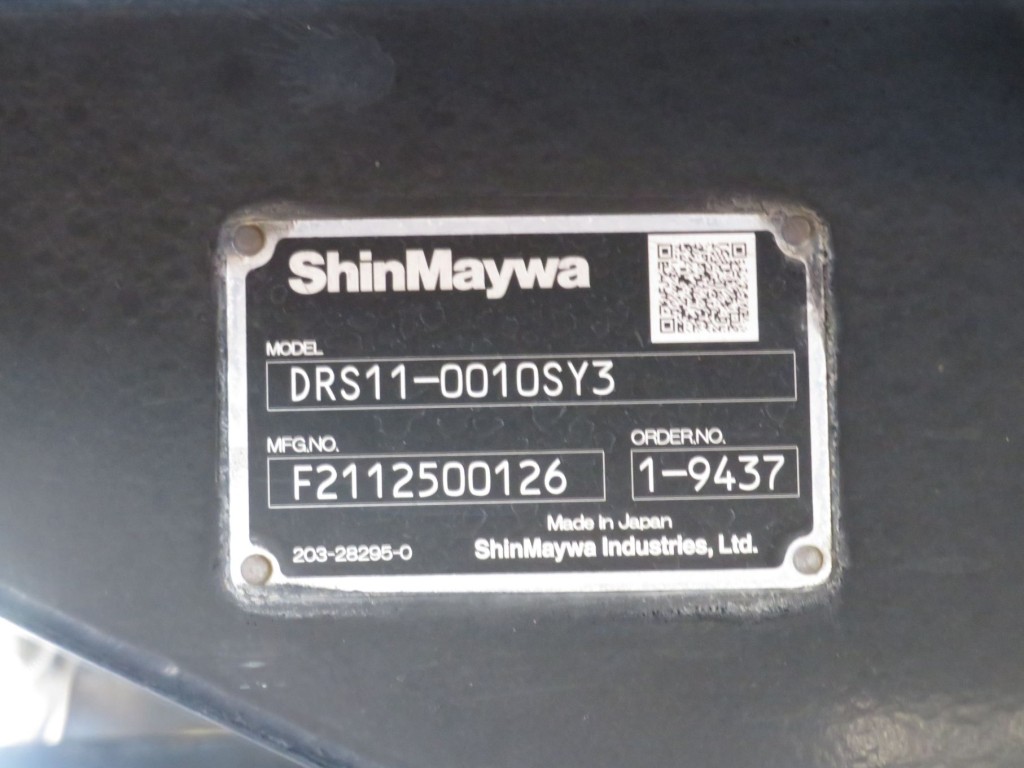 ShinMaywa
MODEL
DRS11-0010SY3
MFG.NO.
F2112500126
ORDER.NO.
1-9437
Made in Japan
203-28295-0
ShinMaywa Industries, Ltd.